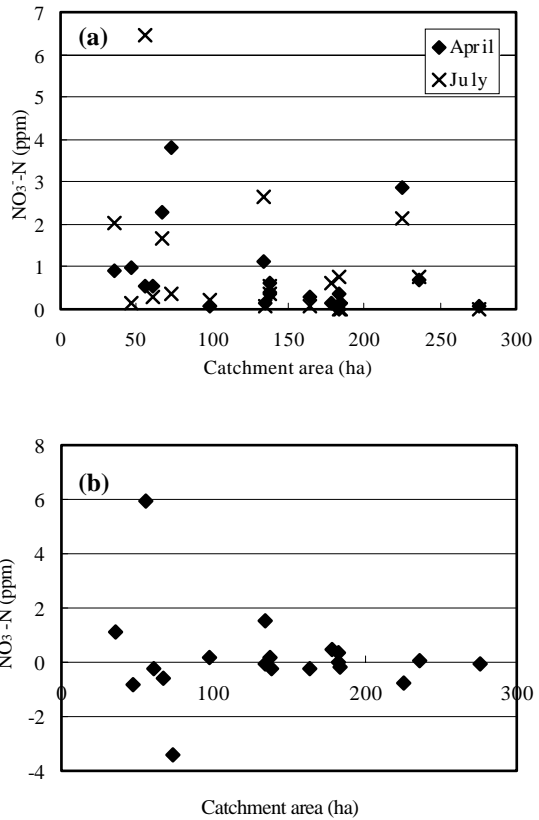 (a)
April
July
7
6
5
4
3
2
1
0
NO₃⁻-N (ppm)
0 50 100 150 200 250 300
Catchment area (ha)
(b)
8
6
4
2
0
-2
-4
NO₃-N (ppm)
0 100 200 300
Catchment area (ha)